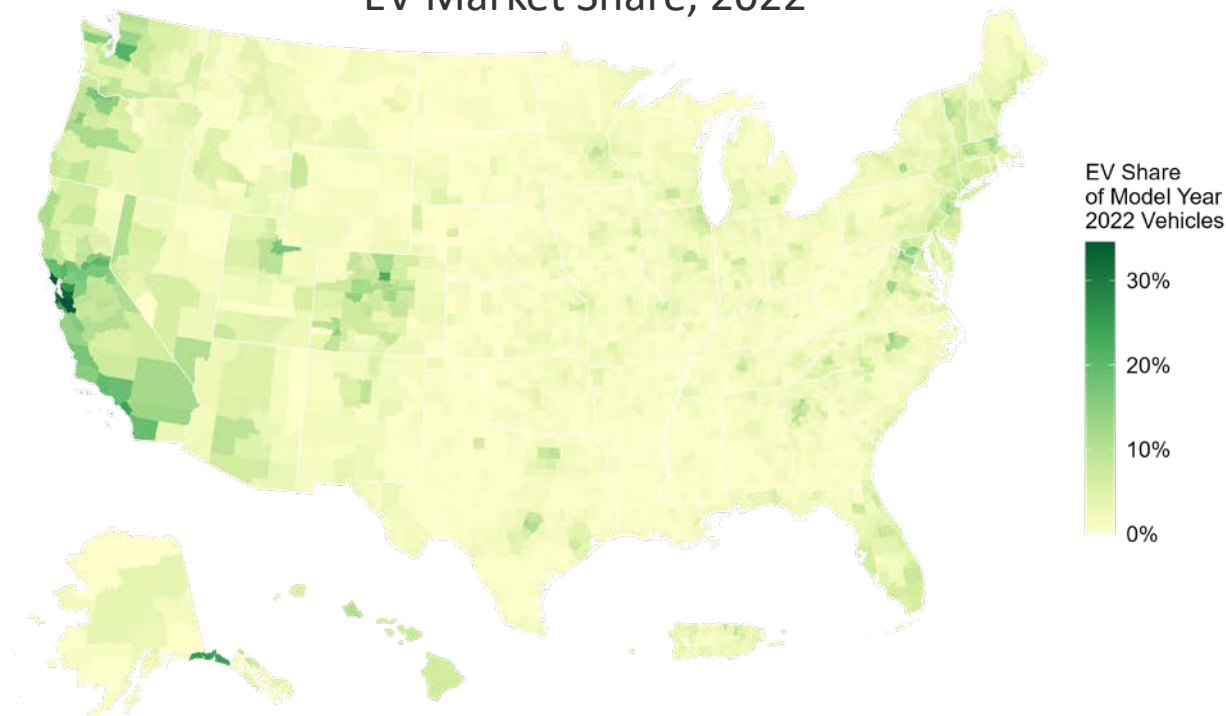 EV Market Share, 2022
EV Share
of Model Year
2022 Vehicles
30%
20%
10%
0%